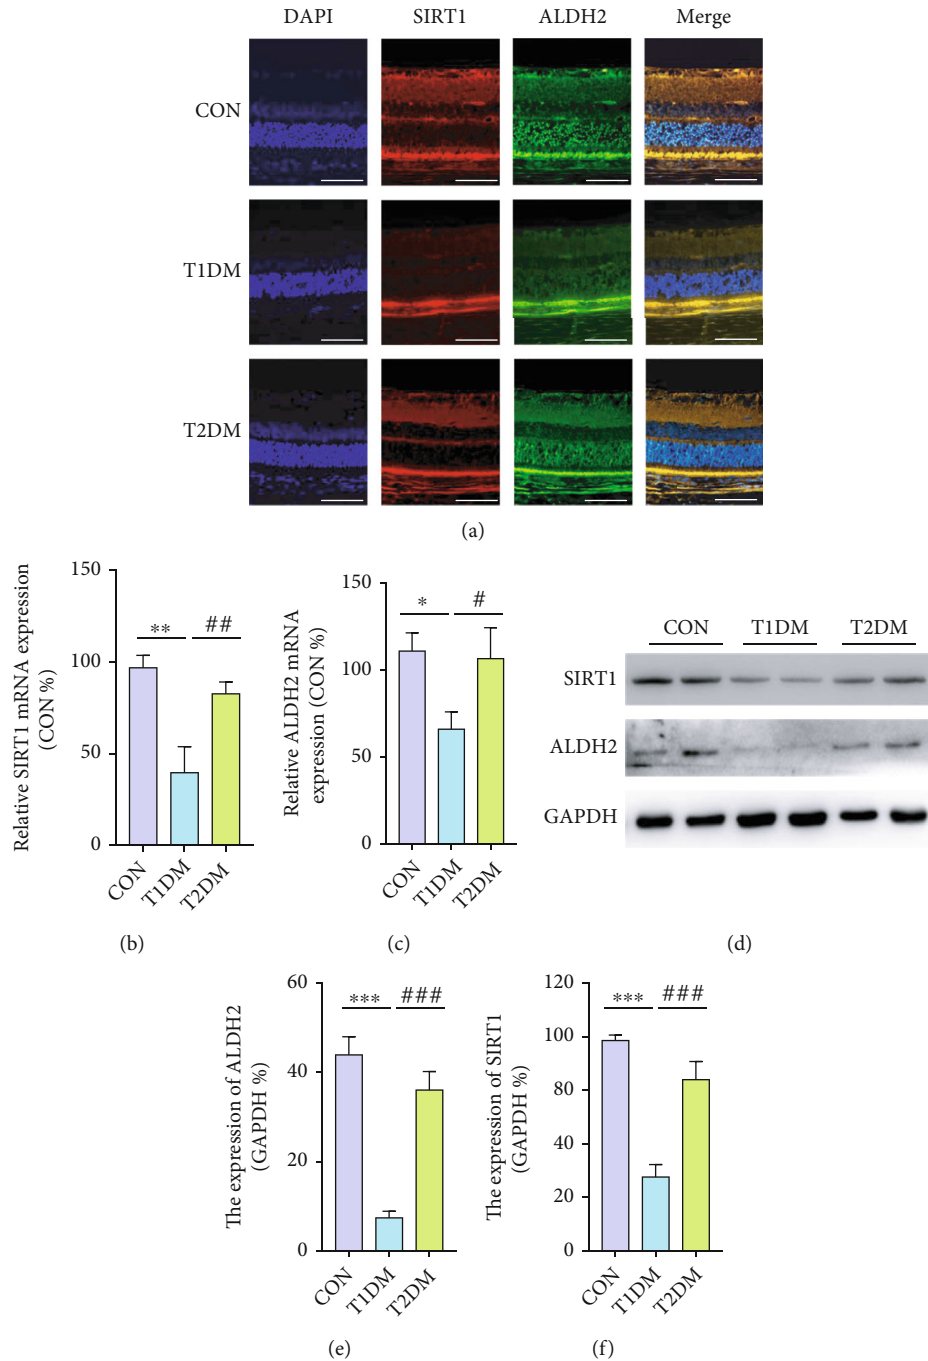 DAPI SIRT1 ALDH2 Merge
CON
T1DM
T2DM
(a)
Relative SIRT1 mRNA expression
(CON %)
150
100
50
0
** ##
CON T1DM T2DM
(b)
Relative ALDH2 mRNA
expression (CON %)
150
100
50
0
* #
CON T1DM T2DM
(c)
CON T1DM T2DM
SIRT1
ALDH2
GAPDH
(d)
The expression of ALDH2
(GAPDH %)
60
40
20
0
*** ###
CON T1DM T2DM
(e)
The expression of SIRT1
(GAPDH %)
120
100
80
60
40
20
0
*** ###
CON T1DM T2DM
(f)